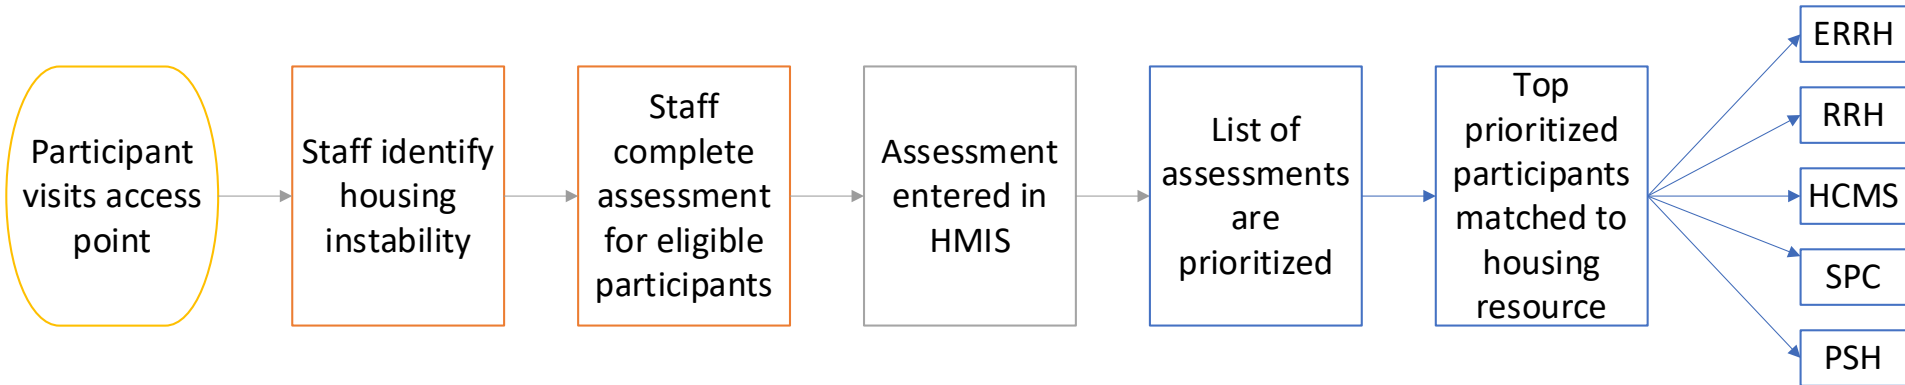 Participant
visits access
point
Staff identify
housing
instability
Staff
complete
assessment
for eligible
participants
Assessment
entered in
HMIS
List of
assessments
are
prioritized
Top
prioritized
participants
matched to
housing
resource
ERRH
RRH
HCMS
SPC
PSH